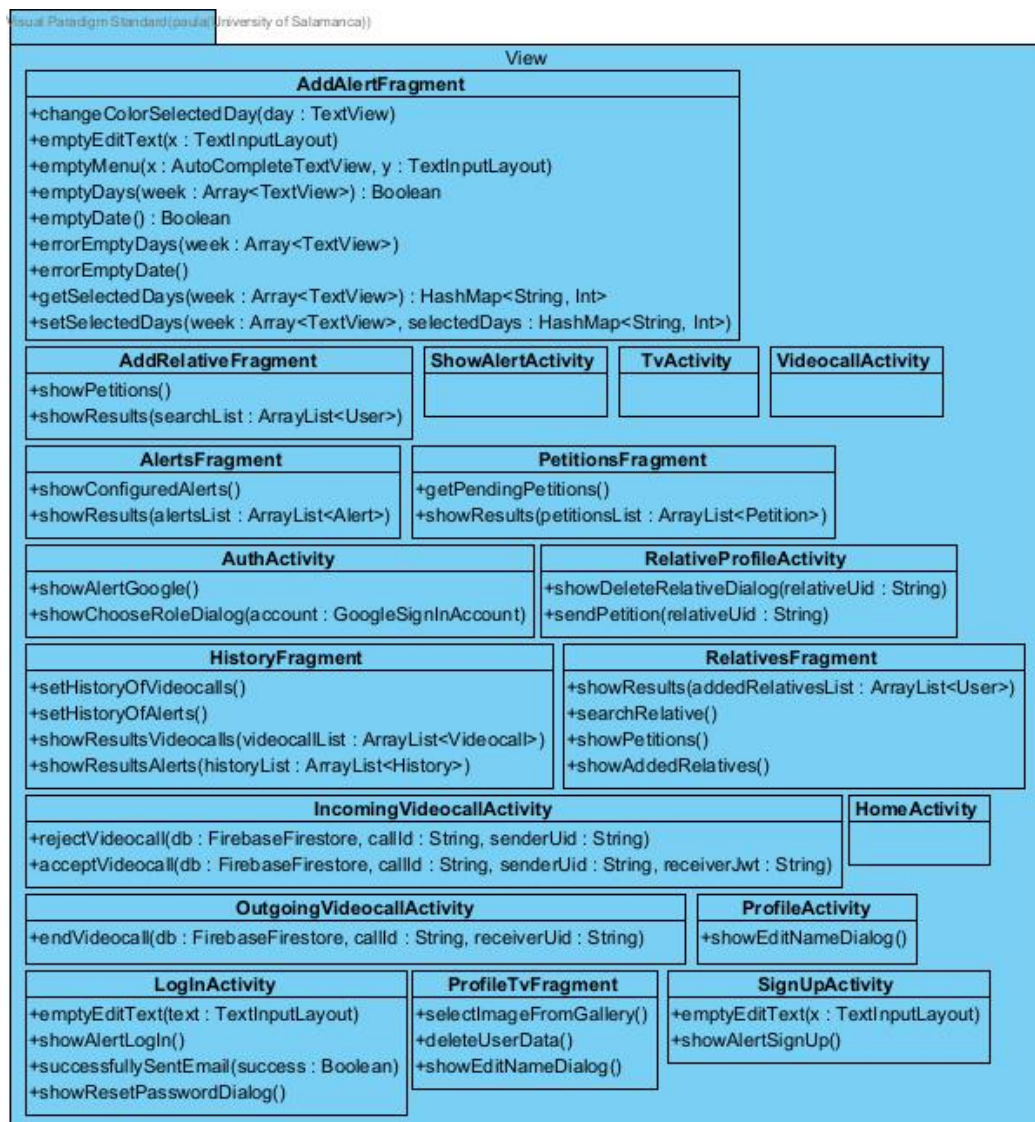 Visual Paradigm Standard(paula(University of Salamanca))
View
AddAlertFragment
+changeColorSelectedDay(day : TextView)
+emptyEditText(x : TextInputLayout)
+emptyMenu(x : AutoCompleteTextView, y : TextInputLayout)
+emptyDays(week : Array<TextView>) : Boolean
+emptyDate() : Boolean
+errorEmptyDays(week : Array<TextView>)
+errorEmptyDate()
+getSelectedDays(week : Array<TextView>) : HashMap<String, Int>
+setSelectedDays(week : Array<TextView>, selectedDays : HashMap<String, Int>)
AddRelativeFragment
+showPetitions()
+showResults(searchList : ArrayList<User>)
ShowAlertActivity
TvActivity
VideocallActivity
AlertsFragment
+showConfiguredAlerts()
+showResults(alertsList : ArrayList<Alert>)
PetitionsFragment
+getPendingPetitions()
+showResults(petitionsList : ArrayList<Petition>)
AuthActivity
+showAlertGoogle()
+showChooseRoleDialog(account : GoogleSignInAccount)
RelativeProfileActivity
+showDeleteRelativeDialog(relativeUid : String)
+sendPetition(relativeUid : String)
HistoryFragment
+setHistoryOfVideocalls()
+setHistoryOfAlerts()
+showResultsVideocalls(videocallList : ArrayList<Videocall>)
+showResultsAlerts(historyList : ArrayList<History>)
RelativesFragment
+showResults(addedRelativesList : ArrayList<User>)
+searchRelative()
+showPetitions()
+showAddedRelatives()
IncomingVideocallActivity
+rejectVideocall(db : FirebaseFirestore, callId : String, senderUid : String)
+acceptVideocall(db : FirebaseFirestore, callId : String, senderUid : String, receiverJwt : String)
HomeActivity
OutgoingVideocallActivity
+endVideocall(db : FirebaseFirestore, callId : String, receiverUid : String)
ProfileActivity
+showEditNameDialog()
LogInActivity
+emptyEditText(text : TextInputLayout)
+showAlertLogIn()
+successfullySentEmail(success : Boolean)
+showResetPasswordDialog()
ProfileTvFragment
+selectImageFromGallery()
+deleteUserData()
+showEditNameDialog()
SignUpActivity
+emptyEditText(x : TextInputLayout)
+showAlertSignUp()